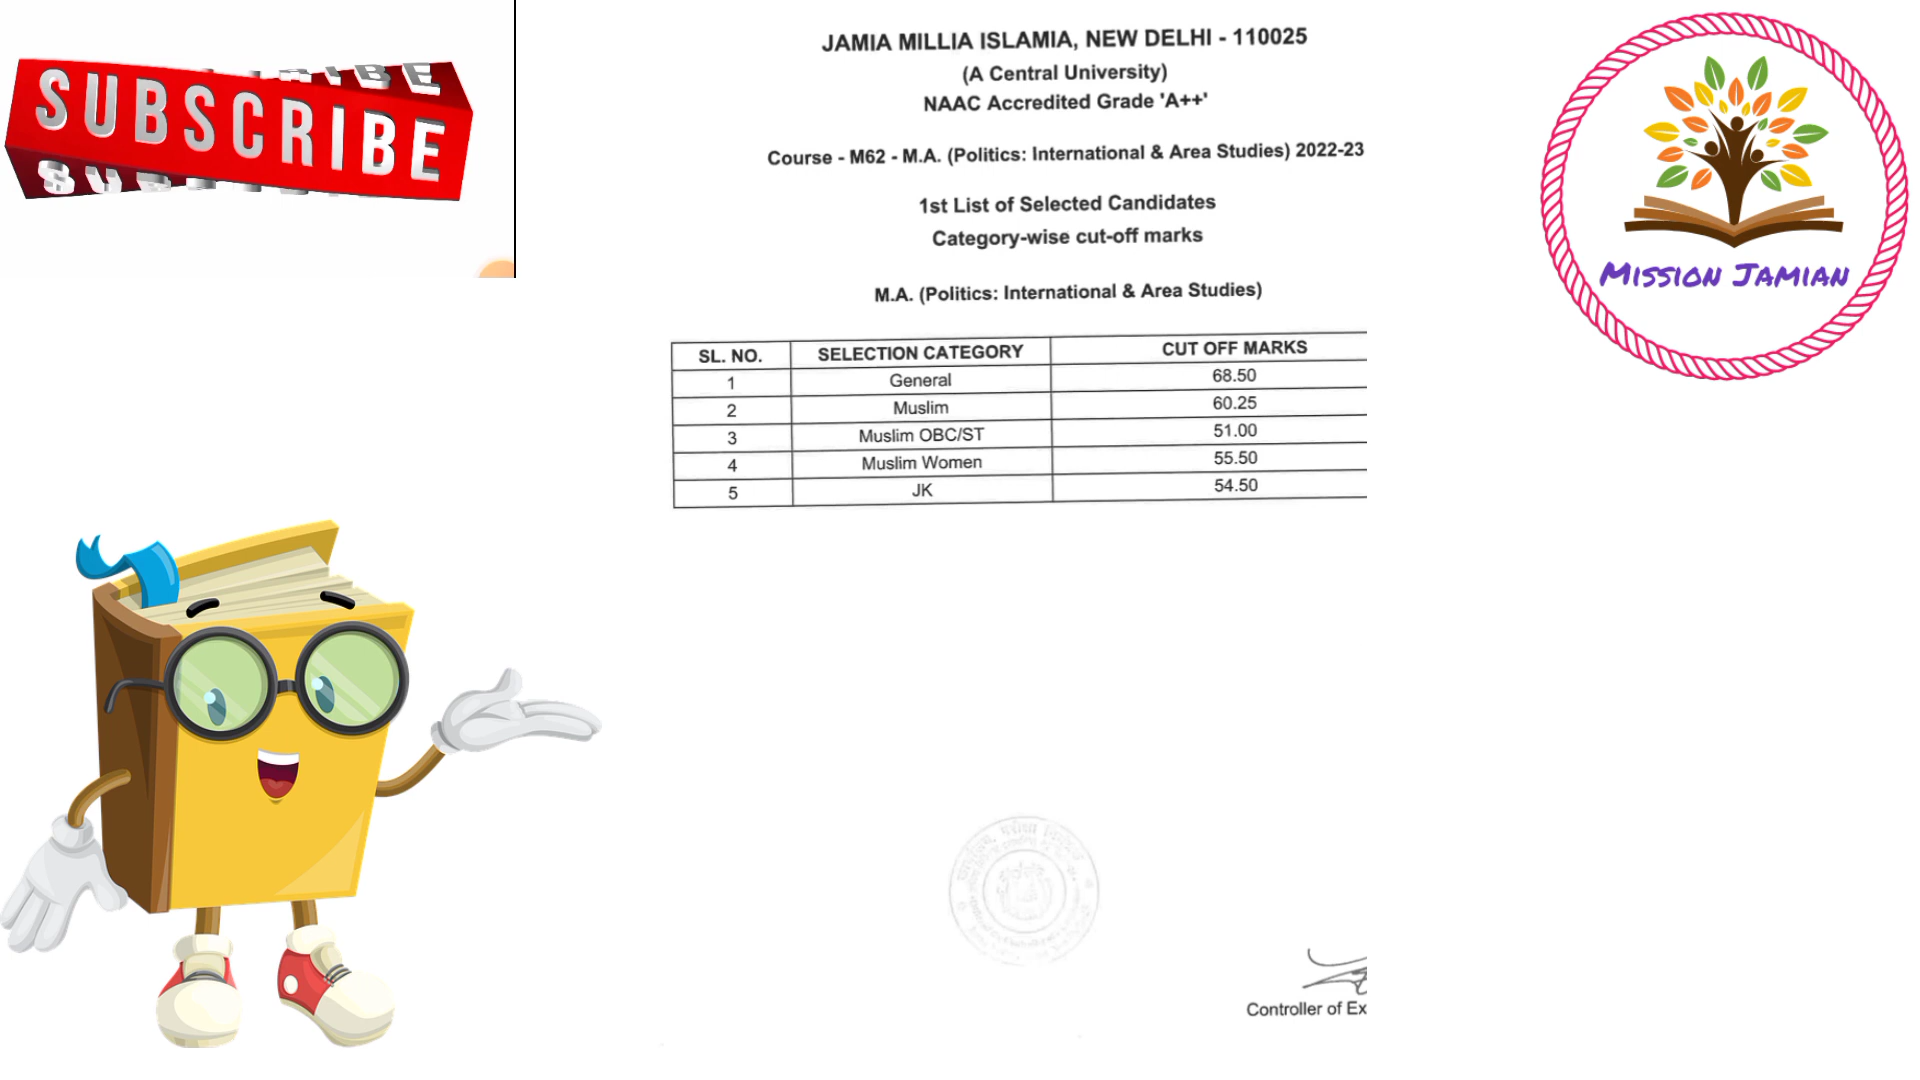 SUBSCRIBE
JAMIA MILLIA ISLAMIA, NEW DELHI - 110025
(A Central University)
NAAC Accredited Grade 'A++'
Course - M62 - M.A. (Politics: International & Area Studies) 2022-23
1st List of Selected Candidates
Category-wise cut-off marks
M.A. (Politics: International & Area Studies)
SL. NO. SELECTION CATEGORY CUT OFF MARKS
1 General 68.50
2 Muslim 60.25
3 Muslim OBC/ST 51.00
4 Muslim Women 55.50
5 JK 54.50
Controller of Ex
MISSION JAMIAN